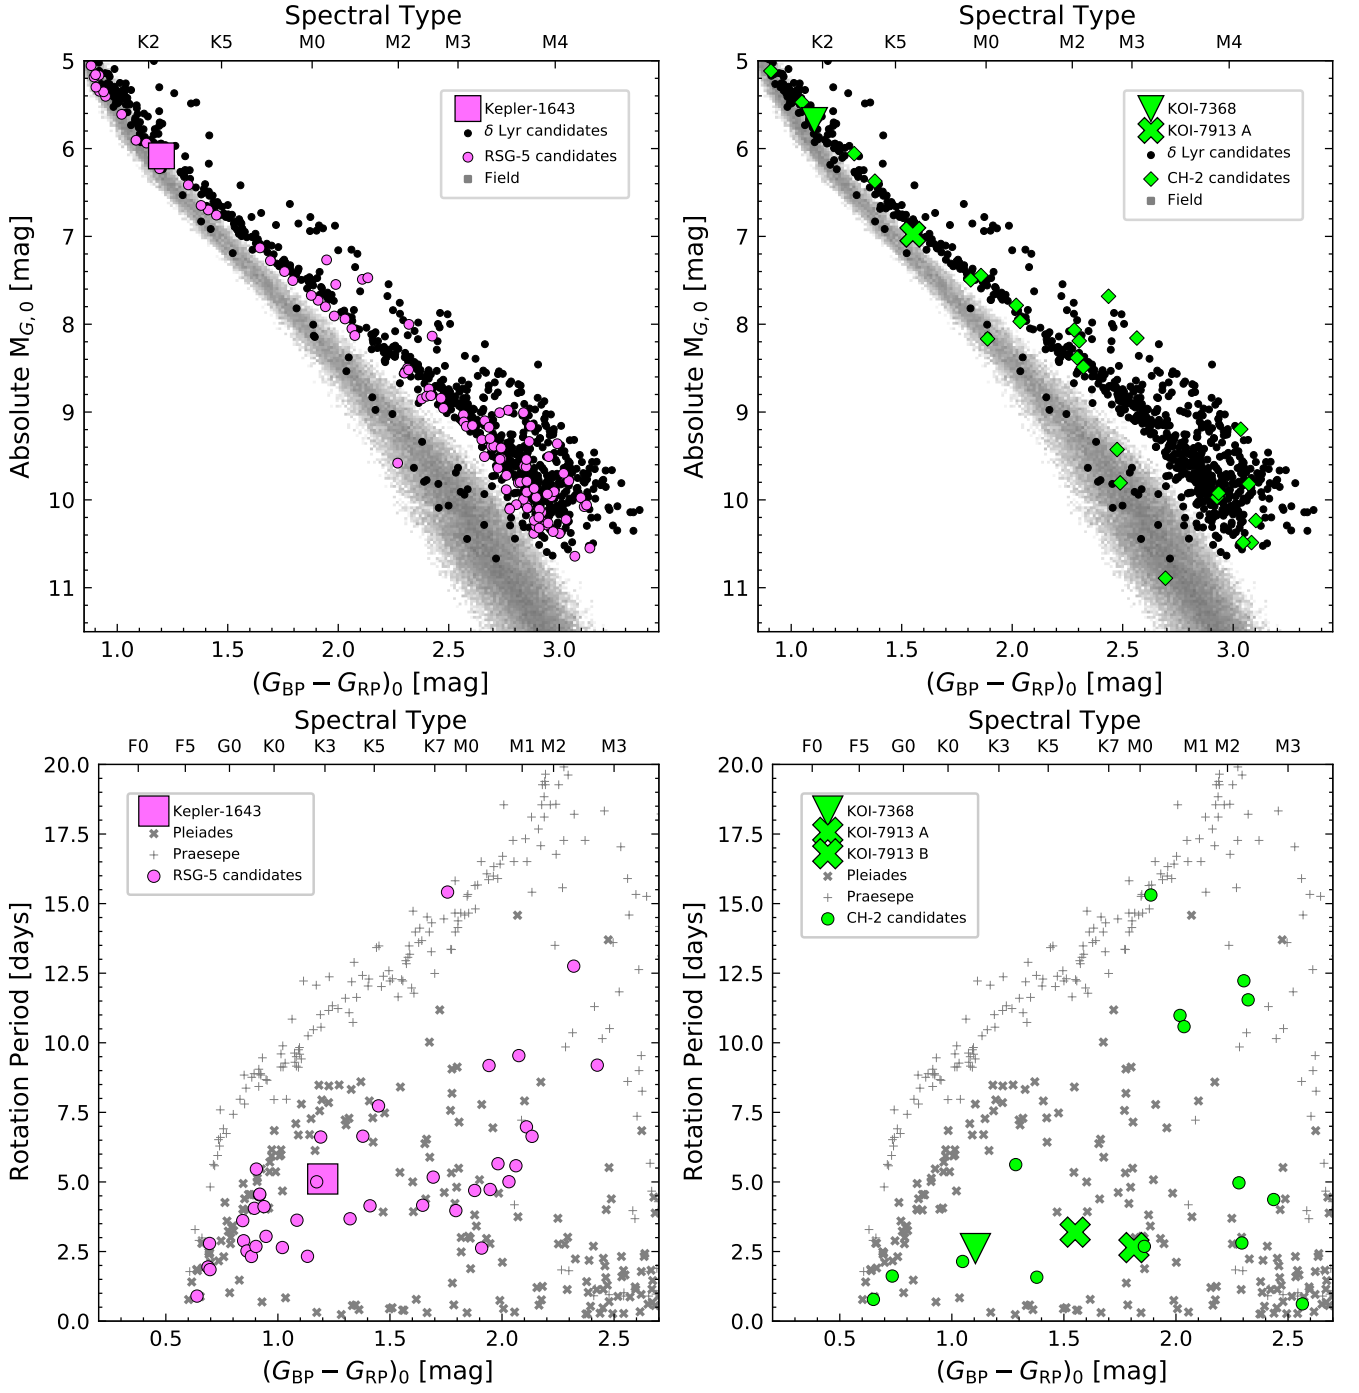 Spectral Type
K2 K5 M0 M2 M3 M4
5
6
7
8
9
10
11
Absolute M_{G,0} [mag]
Kepler-1643
δ Lyr candidates
RSG-5 candidates
Field
1.0 1.5 2.0 2.5 3.0
(G_BP − G_RP)_0 [mag]
Spectral Type
K2 K5 M0 M2 M3 M4
5
6
7
8
9
10
11
Absolute M_{G,0} [mag]
KOI-7368
KOI-7913 A
δ Lyr candidates
CH-2 candidates
Field
1.0 1.5 2.0 2.5 3.0
(G_BP − G_RP)_0 [mag]
Spectral Type
F0 F5 G0 K0 K3 K5 K7 M0 M1 M2 M3
20.0
17.5
15.0
12.5
10.0
7.5
5.0
2.5
0.0
Rotation Period [days]
Kepler-1643
Pleiades
Praesepe
RSG-5 candidates
0.5 1.0 1.5 2.0 2.5
(G_BP − G_RP)_0 [mag]
Spectral Type
F0 F5 G0 K0 K3 K5 K7 M0 M1 M2 M3
20.0
17.5
15.0
12.5
10.0
7.5
5.0
2.5
0.0
Rotation Period [days]
KOI-7368
KOI-7913 A
KOI-7913 B
Pleiades
Praesepe
CH-2 candidates
0.5 1.0 1.5 2.0 2.5
(G_BP − G_RP)_0 [mag]